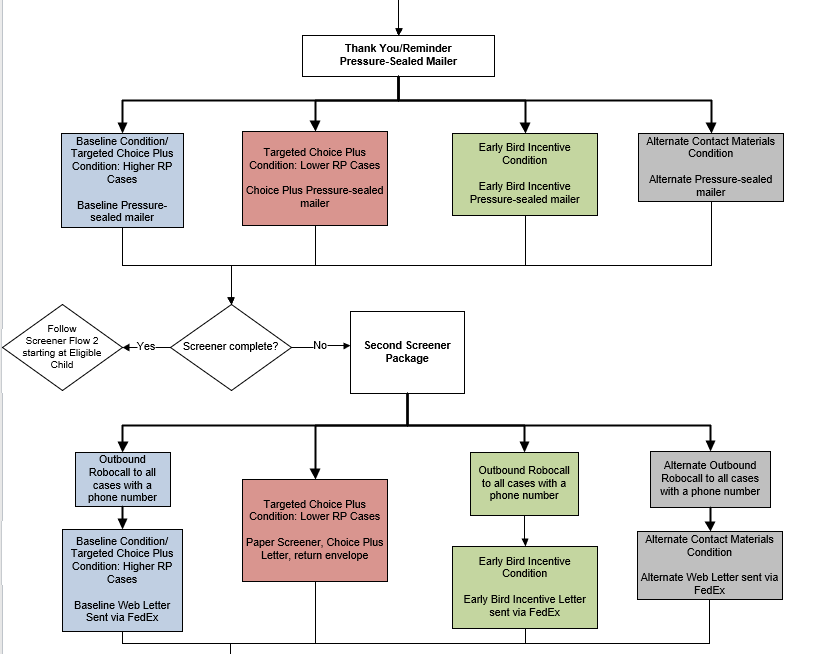 Thank You/Reminder
Pressure-Sealed Mailer
Baseline Condition/
Targeted Choice Plus
Condition: Higher RP
Cases
Baseline Pressure-
sealed mailer
Targeted Choice Plus
Condition: Lower RP Cases
Choice Plus Pressure-sealed
mailer
Early Bird Incentive
Condition
Early Bird Incentive
Pressure-sealed mailer
Alternate Contact Materials
Condition
Alternate Pressure-sealed
mailer
Follow
Screener Flow 2
starting at Eligible
Child
Yes
Screener complete?
No
Second Screener
Package
Outbound
Robocall to all
cases with a
phone number
Baseline Condition/
Targeted Choice Plus
Condition: Higher RP
Cases
Baseline Web Letter
Sent via FedEx
Targeted Choice Plus
Condition: Lower RP Cases
Paper Screener, Choice Plus
Letter, return envelope
Outbound Robocall
to all cases with a
phone number
Early Bird Incentive
Condition
Early Bird Incentive Letter
sent via FedEx
Alternate Outbound
Robocall to all cases
with a phone number
Alternate Contact Materials
Condition
Alternate Web Letter sent via
FedEx